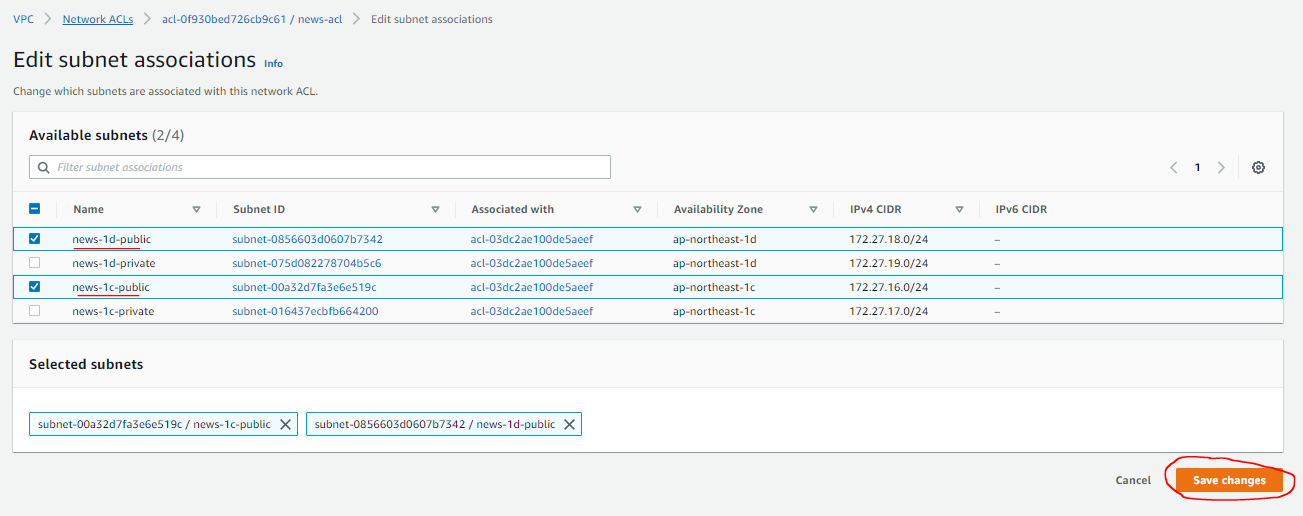 VPC > Network ACLs > acl-0f930bed726cb9c61 / news-acl > Edit subnet associations
Edit subnet associations Info
Change which subnets are associated with this network ACL.
Available subnets (2/4)
Filter subnet associations
1
Name Subnet ID Associated with Availability Zone IPv4 CIDR IPv6 CIDR
news-1d-public subnet-0856603d0607b7342 acl-03dc2ae100de5aeef ap-northeast-1d 172.27.18.0/24 –
news-1d-private subnet-075d082278704b5c6 acl-03dc2ae100de5aeef ap-northeast-1d 172.27.19.0/24 –
news-1c-public subnet-00a32d7fa3e6e519c acl-03dc2ae100de5aeef ap-northeast-1c 172.27.16.0/24 –
news-1c-private subnet-016437ecbfb664200 acl-03dc2ae100de5aeef ap-northeast-1c 172.27.17.0/24 –
Selected subnets
subnet-00a32d7fa3e6e519c / news-1c-public subnet-0856603d0607b7342 / news-1d-public
Cancel Save changes